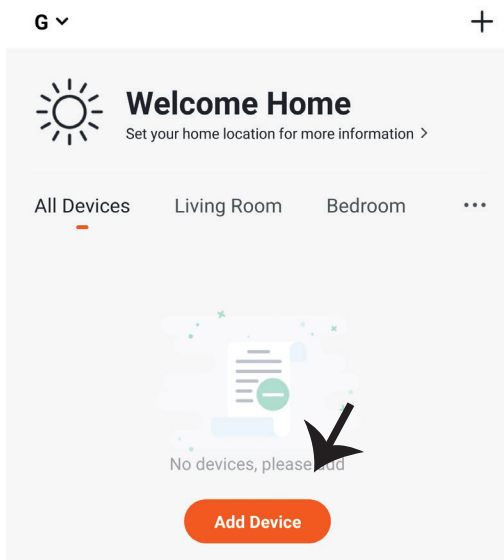 G
Welcome Home
Set your home location for more information >
All Devices Living Room Bedroom ...
No devices, please add
Add Device